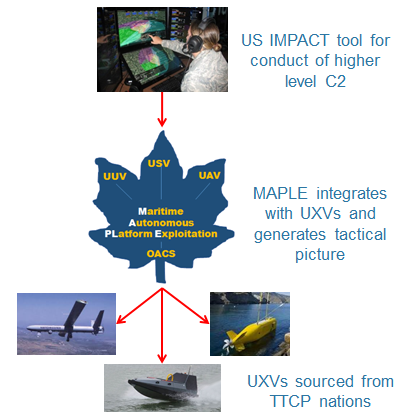 US IMPACT tool for
conduct of higher
level C2
USV
UUV
UAV
Maritime
Autonomous
PLatform Exploitation
OACS
MAPLE integrates
with UXVs and
generates tactical
picture
UXVs sourced from
TTCP nations